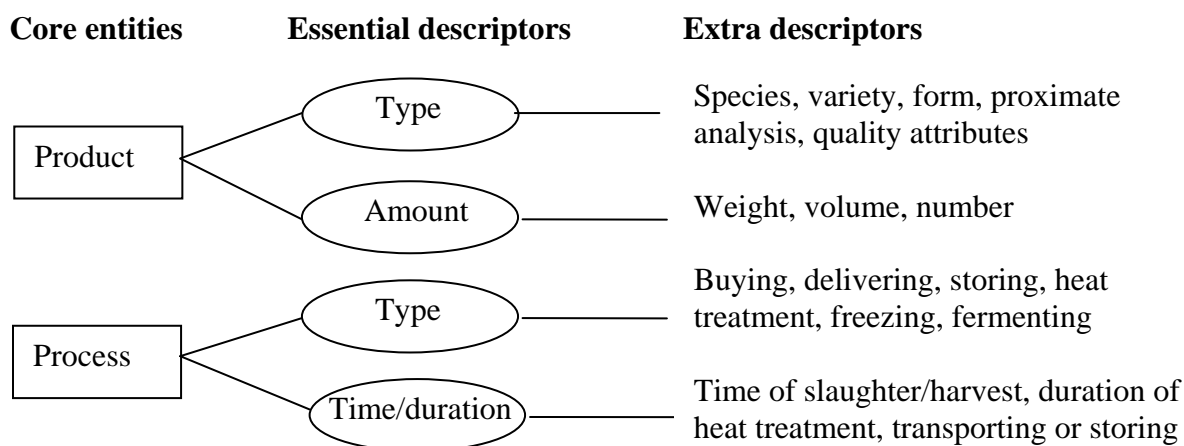 Core entities Essential descriptors Extra descriptors
Type
Species, variety, form, proximate
analysis, quality attributes
Product
Amount
Weight, volume, number
Type
Buying, delivering, storing, heat
treatment, freezing, fermenting
Process
Time/duration
Time of slaughter/harvest, duration of
heat treatment, transporting or storing